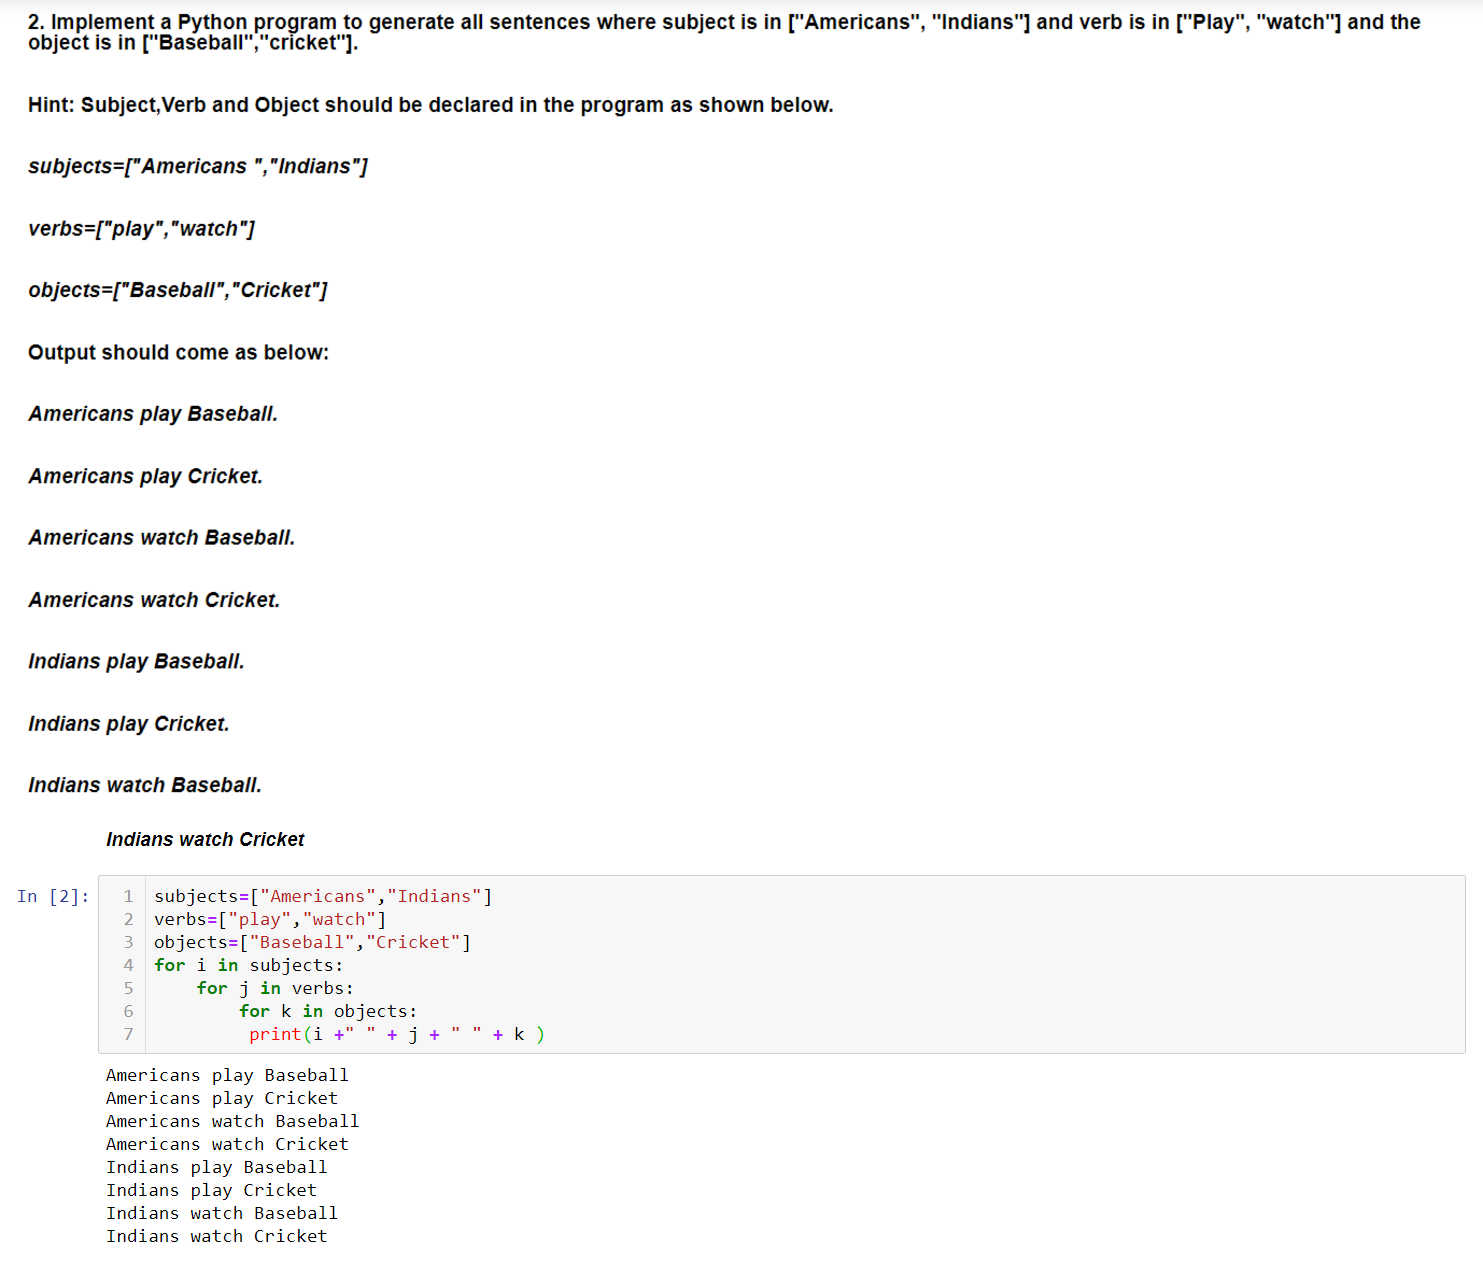 2. Implement a Python program to generate all sentences where subject is in ["Americans", "Indians"] and verb is in ["Play", "watch"] and the
object is in ["Baseball","cricket"].
Hint: Subject,Verb and Object should be declared in the program as shown below.
subjects=["Americans ","Indians"]
verbs=["play","watch"]
objects=["Baseball","Cricket"]
Output should come as below:
Americans play Baseball.
Americans play Cricket.
Americans watch Baseball.
Americans watch Cricket.
Indians play Baseball.
Indians play Cricket.
Indians watch Baseball.
Indians watch Cricket
In [2]: 1 subjects=["Americans","Indians"]
2 verbs=["play","watch"]
3 objects=["Baseball","Cricket"]
4 for i in subjects:
5     for j in verbs:
6         for k in objects:
7          print(i +" " + j + " " + k )
Americans play Baseball
Americans play Cricket
Americans watch Baseball
Americans watch Cricket
Indians play Baseball
Indians play Cricket
Indians watch Baseball
Indians watch Cricket